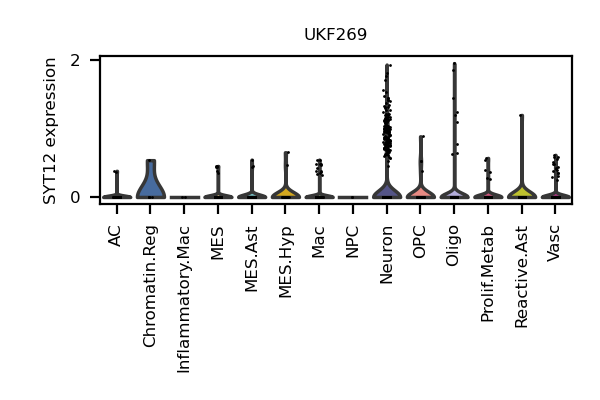 UKF269
SYT12 expression
2
0
AC
Chromatin.Reg
Inflammatory.Mac
MES
MES.Ast
MES.Hyp
Mac
NPC
Neuron
OPC
Oligo
Prolif.Metab
Reactive.Ast
Vasc